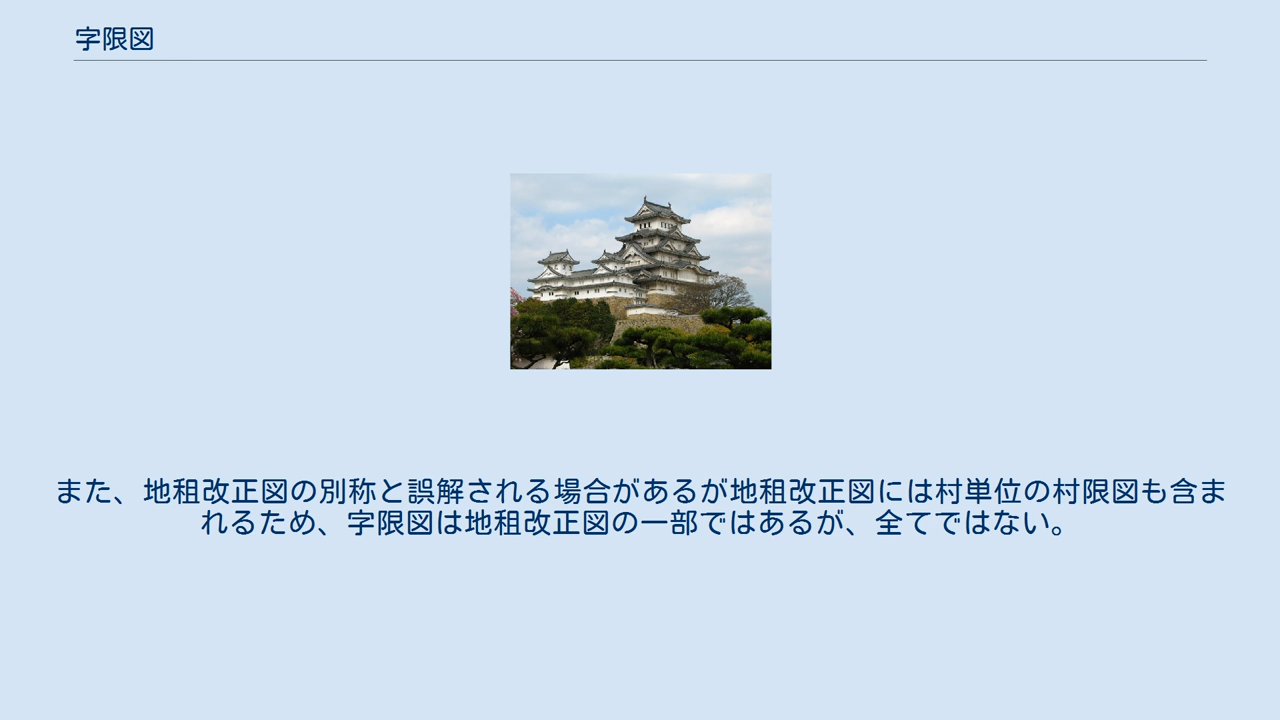 字限図
また、地租改正図の別称と誤解される場合があるが地租改正図には村単位の村限図も含ま
れるため、字限図は地租改正図の一部ではあるが、全てではない。